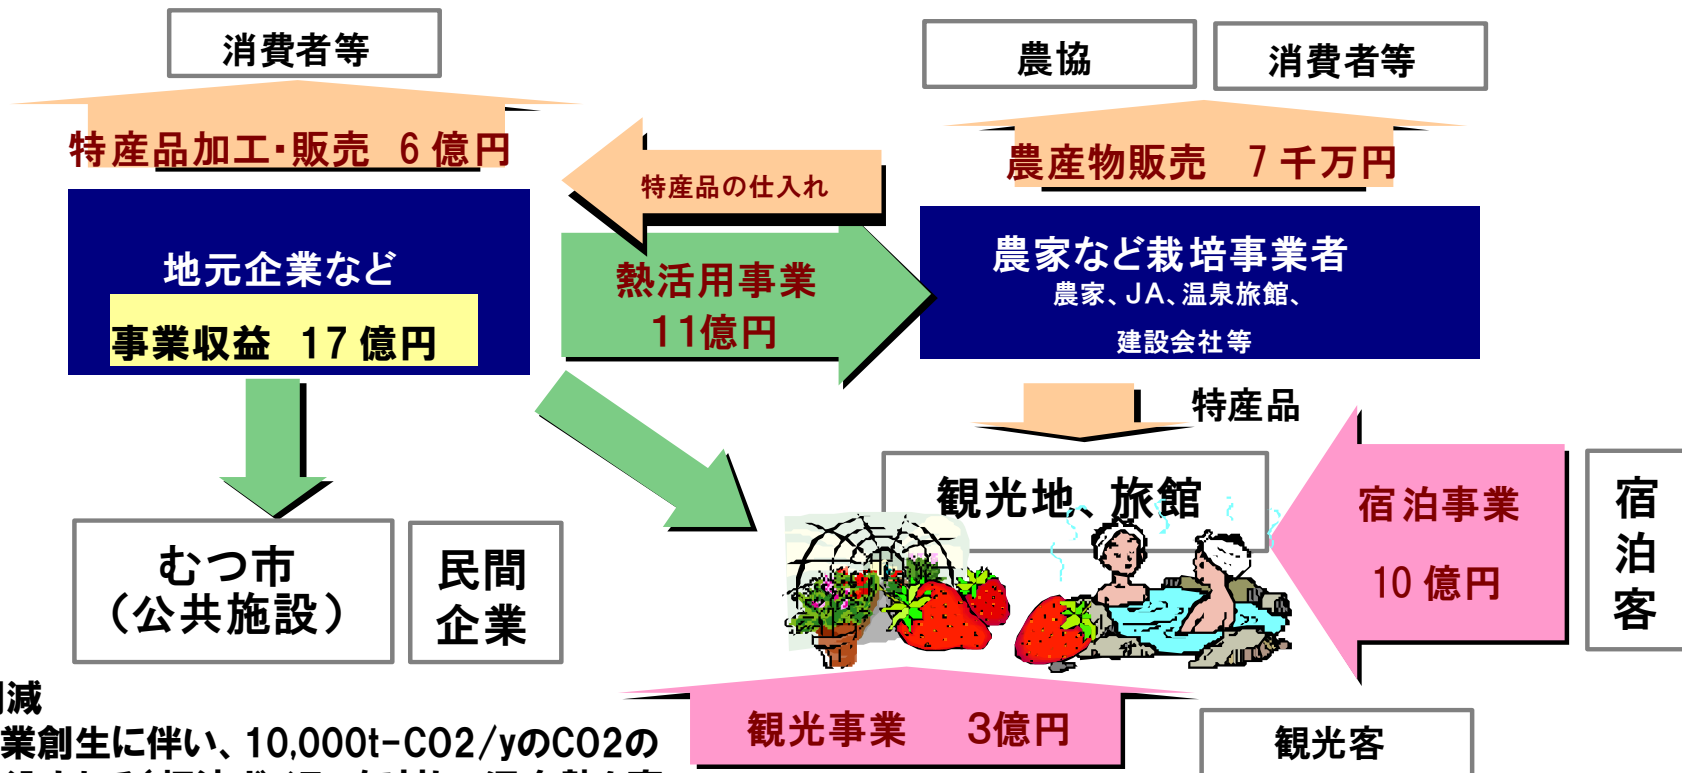 消費者等
農協
消費者等
特産品加工・販売 6億円
特産品の仕入れ
農産物販売 7千万円
地元企業など
事業収益 17億円
熱活用事業
11億円
農家など栽培事業者
農家、JA、温泉旅館、
建設会社等
特産品
観光地、旅館
宿泊事業
10億円
宿
泊
客
むつ市
(公共施設)
民間
企業
観光事業 3億円
観光客
減
業創生に伴い、10,000t-CO2/yのCO2の